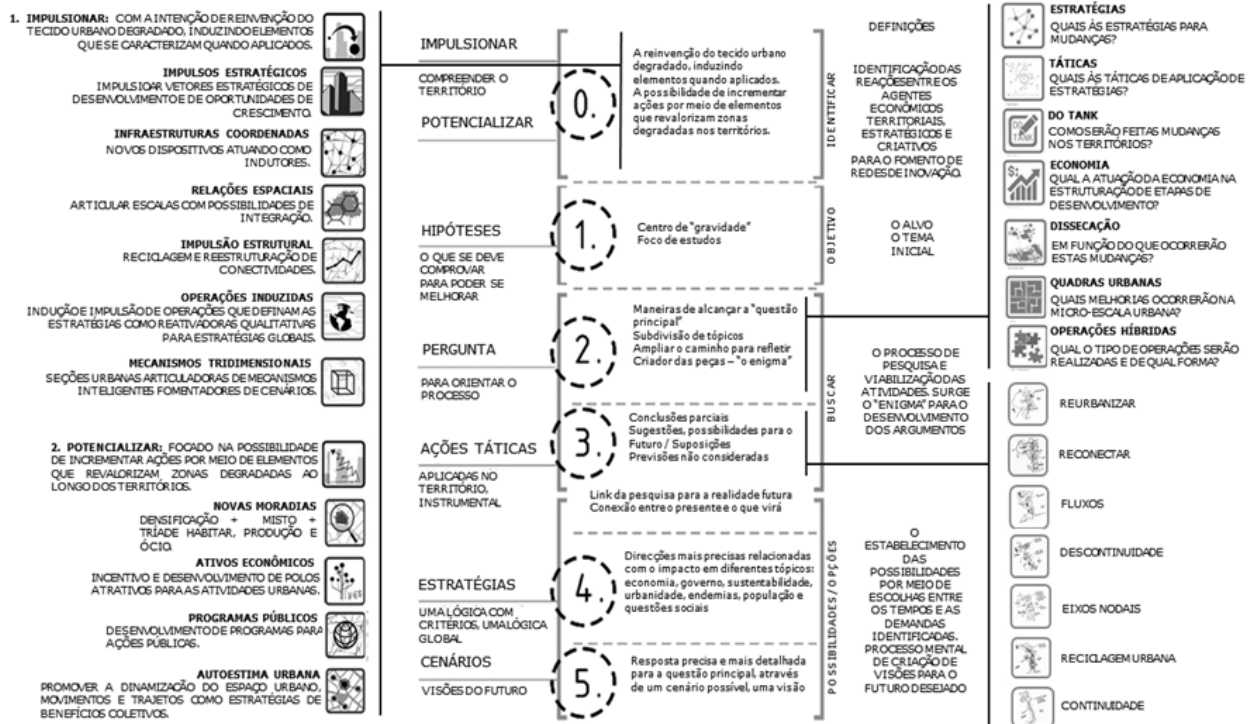 1. IMPULSIONAR: COM A INTENÇÃO DE REINVENÇÃO DO
TECIDO URBANO DEGRADADO, INDUZINDO ELEMENTOS
QUE SE CARACTERIZAM QUANDO APLICADOS.
IMPULSOS ESTRATÉGICOS
IMPULSIOAR VETORES ESTRATÉGICOS DE
DESENVOLVIMENTO E DE OPORTUNIDADES DE
CRESCIMENTO.
INFRAESTRUTURAS COORDENADAS
NOVOS DISPOSITIVOS ATUANDO COMO
INDUTORES.
RELAÇÕES ESPACIAIS
ARTICULAR ESCALAS COM POSSIBILIDADES DE
INTEGRAÇÃO.
IMPULSÃO ESTRUTURAL
RECICLAGEM E REESTRUTURAÇÃO DE
CONECTIVIDADES.
OPERAÇÕES INDUZIDAS
INDUÇÃO E IMPULSÃO DE OPERAÇÕES QUE DEFINAM AS
ESTRATÉGIAS COMO REATIVADORAS QUALITATIVAS
PARA ESTRATÉGIAS GLOBAIS.
MECANISMOS TRIDIMENSIONAIS
SEÇÕES URBANAS ARTICULADORAS DE MECANISMOS
INTELIGENTES FOMENTADORES DE CENÁRIOS.
2. POTENCIALIZAR: FOCADO NA POSSIBILIDADE
DE INCREMENTAR AÇÕES POR MEIO DE ELEMENTOS
QUE REVALORIZAM ZONAS DEGRADADAS AO
LONGO DOS TERRITÓRIOS.
NOVAS MORADIAS
DENSIFICAÇÃO + MISTO +
TRÍADE HABITAR, PRODUÇÃO E
ÓCIO.
ATIVOS ECONÔMICOS
INCENTIVO E DESENVOLVIMENTO DE POLOS
ATRATIVOS PARA AS ATIVIDADES URBANAS.
PROGRAMAS PÚBLICOS
DESENVOLVIMENTO DE PROGRAMAS PARA
AÇÕES PÚBLICAS.
AUTOESTIMA URBANA
PROMOVER A DINAMIZAÇÃO DO ESPAÇO URBANO,
MOVIMENTOS E TRAJETOS COMO ESTRATÉGIAS DE
BENEFÍCIOS COLETIVOS.
IMPULSIONAR
COMPREENDER O
TERRITÓRIO
POTENCIALIZAR
HIPÓTESES
O QUE SE DEVE
COMPROVAR
PARA PODER SE
MELHORAR
PERGUNTA
PARA ORIENTAR O
PROCESSO
AÇÕES TÁTICAS
APLICADAS NO
TERRITÓRIO,
INSTRUMENTAL
ESTRATÉGIAS
UMA LÓGICA COM
CRITÉRIOS, UMA LÓGICA
GLOBAL
CENÁRIOS
VISÕES DO FUTURO
0.
A reinvenção do tecido urbano
degradado, induzindo
elementos quando aplicados.
A possibilidade de incrementar
ações por meio de elementos
que revalorizam zonas
degradadas nos territórios.
1.
Centro de "gravidade"
Foco de estudos
2.
Maneiras de alcançar a "questão
principal"
Subdivisão de tópicos
Ampliar o caminho para refletir
Criador das peças – "o enigma"
3.
Conclusões parciais
Sugestões, possibilidades para o
Futuro / Suposições
Previsões não consideradas
Link da pesquisa para a realidade futura
Conexão entre o presente e o que virá
4.
Direcções mais precisas relacionadas
com o impacto em diferentes tópicos:
economia, governo, sustentabilidade,
urbanidade, endemias, população e
questões sociais
5.
Resposta precisa e mais detalhada
para a questão principal, através
de um cenário possível, uma visão
IDENTIFICAR
OBJETIVO
BUSCAR
POSSIBILIDADES / OPÇÕES
DEFINIÇÕES
IDENTIFICAÇÃO DAS
REAÇÕES ENTRE OS
AGENTES
ECONÔMICOS
TERRITORIAIS,
ESTRATÉGICOS E
CRIATIVOS
PARA O FOMENTO DE
REDES DE INOVAÇÃO.
O ALVO
O TEMA
INICIAL
O PROCESSO DE
PESQUISA E
VIABILIZAÇÃO DAS
ATIVIDADES. SURGE
O "ENIGMA" PARA O
DESENVOLVIMENTO
DOS ARGUMENTOS
O
ESTABELECIMENTO
DAS
POSSIBILIDADES
POR MEIO DE
ESCOLHAS ENTRE
OS TEMPOS E AS
DEMANDAS
IDENTIFICADAS.
PROCESSO MENTAL
DE CRIAÇÃO DE
VISÕES PARA O
FUTURO DESEJADO
ESTRATÉGIAS
QUAIS ÀS ESTRATÉGIAS PARA
MUDANÇAS?
TÁTICAS
QUAIS ÀS TÁTICAS DE APLICAÇÃO DE
ESTRATÉGIAS?
DO TANK
DO TANK
COMO SERÃO FEITAS MUDANÇAS
NOS TERRITÓRIOS?
ECONOMIA
QUAL A ATUAÇÃO DA ECONOMIA NA
ESTRUTURAÇÃO DE ETAPAS DE
DESENVOLVIMENTO?
DISSECAÇÃO
EM FUNÇÃO DO QUE OCORRERÃO
ESTAS MUDANÇAS?
QUADRAS URBANAS
QUAIS MELHORIAS OCORRERÃO NA
MICRO-ESCALA URBANA?
OPERAÇÕES HÍBRIDAS
QUAL O TIPO DE OPERAÇÕES SERÃO
REALIZADAS E DE QUAL FORMA?
REURBANIZAR
RECONECTAR
FLUXOS
DESCONTINUIDADE
EIXOS NODAIS
RECICLAGEM URBANA
CONTINUIDADE